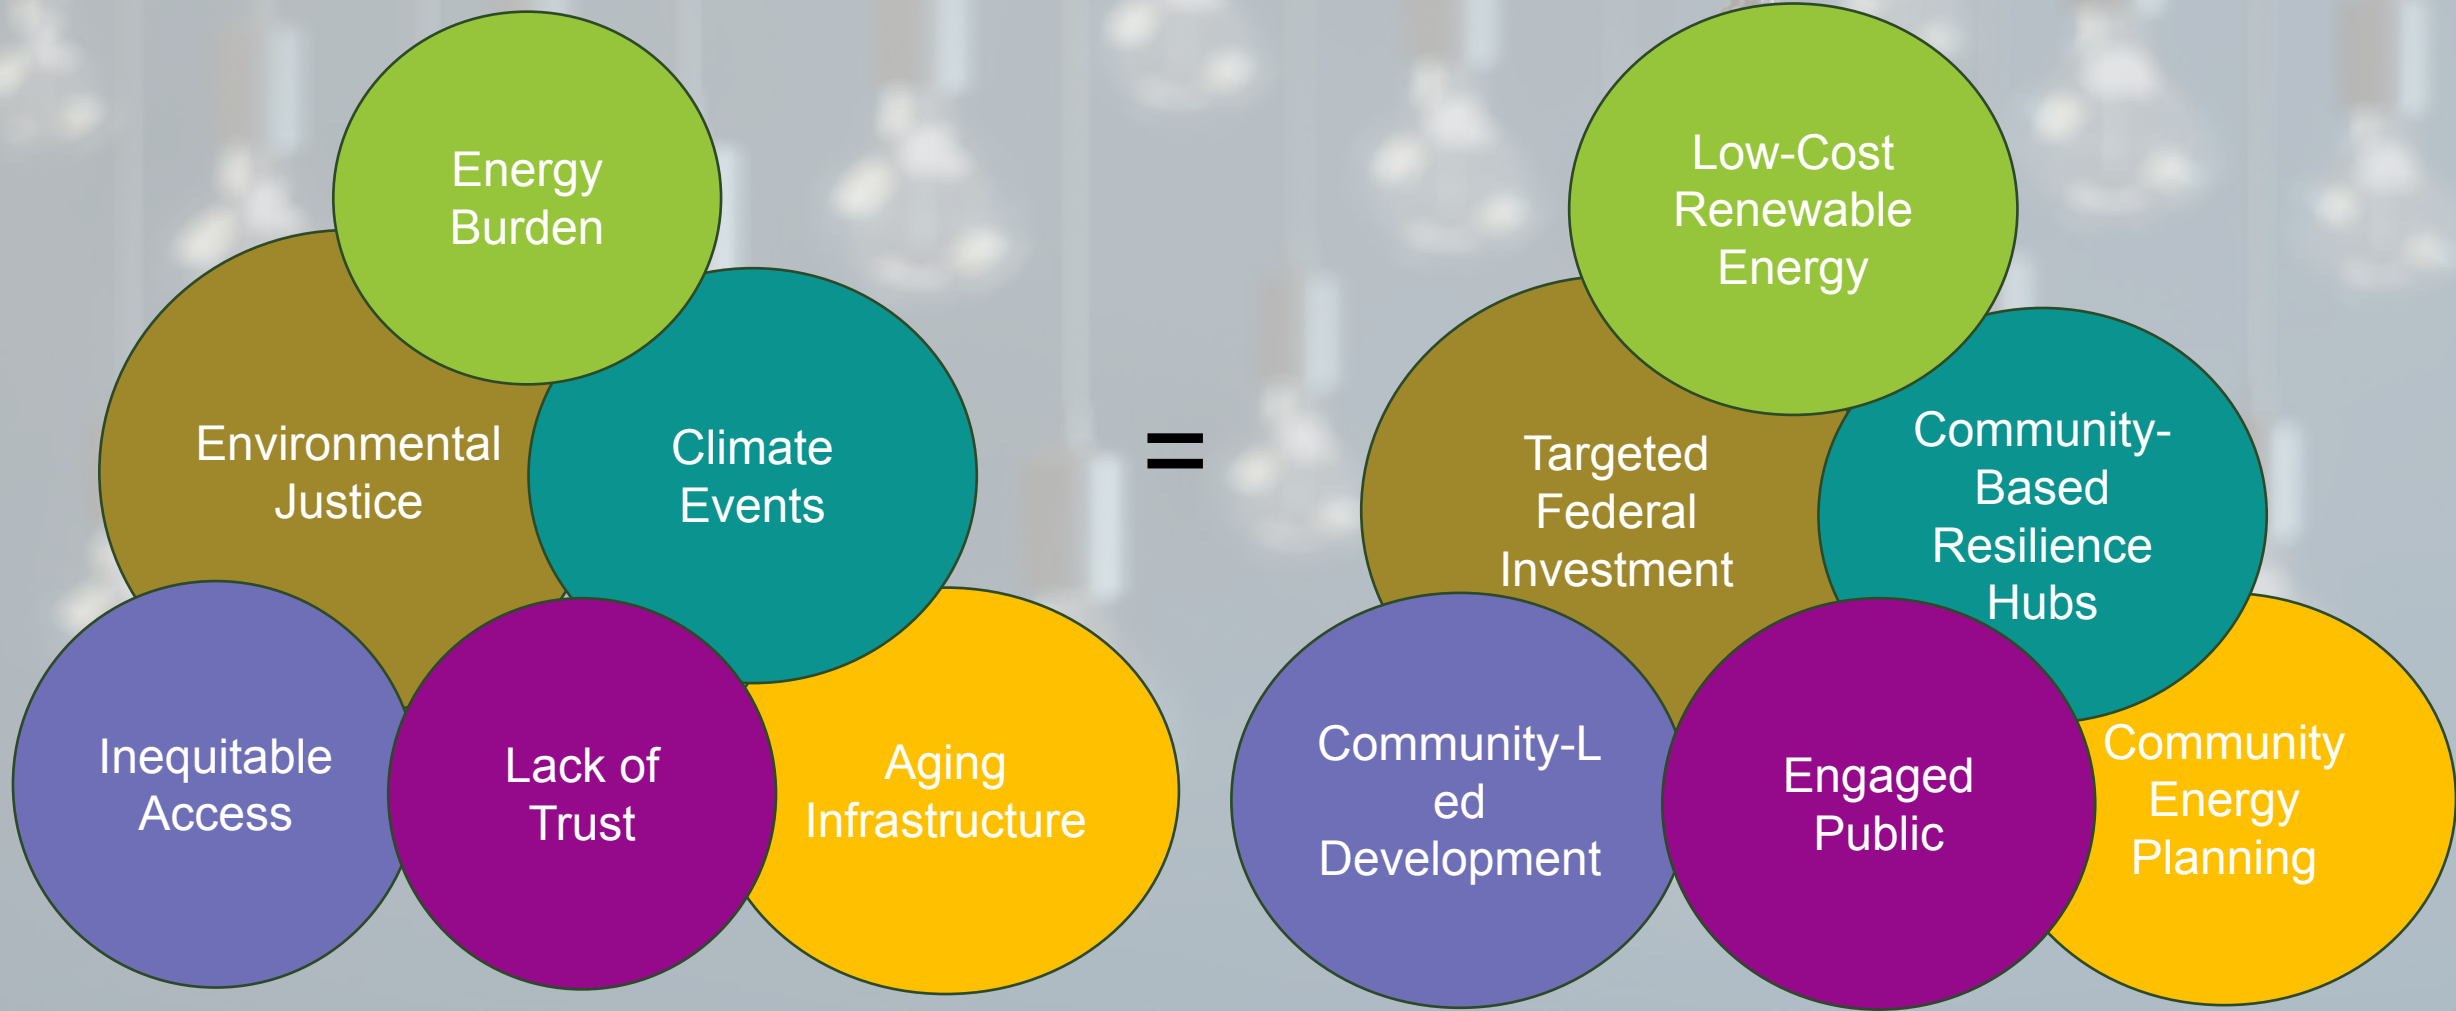 Energy
Burden
Environmental
Justice
Climate
Events
Inequitable
Access
Lack of
Trust
Aging
Infrastructure
=
Low-Cost
Renewable
Energy
Targeted
Federal
Investment
Community-
Based
Resilience
Hubs
Community-L
ed
Development
Engaged
Public
Community
Energy
Planning